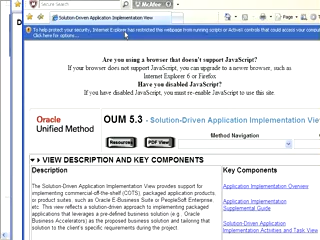 Secure Search
McAfee
Solution-Driven Application Implementation View
Page
To help protect your security, Internet Explorer has restricted this webpage from running scripts or ActiveX controls that could access your computer
Click here for options...
Are you using a browser that doesn't support JavaScript?
If your browser does not support JavaScript, you can upgrade to a newer browser, such as
Internet Explorer 6 or Firefox
Have you disabled JavaScript?
If you have disabled JavaScript, you must re-enable JavaScript to use this site
Oracle
Unified Method
OUM 5.3 - Solution-Driven Application Implementation View
Method Navigation
Resources
PDF View
VIEW DESCRIPTION AND KEY COMPONENTS
Description
Key Components
The Solution-Driven Application View provides support for
implementing commercial-off-the-shelf (COTS), packaged application products
or product suites, such as Oracle E-Business Suite or PeopleSoft Enterprise,
etc. This view reflects a solution-driven approach to implementing packaged
applications that leverages a pre-defined business solution (e.g. Oracle
Business Accelerators) as the proposed business solution and tailoring that
solution to the client's specific requirements during the project.
Application Implementation Overview
Application Implementation
Supplemental Guide
Solution-Driven Application
Implementation Activities and Task View